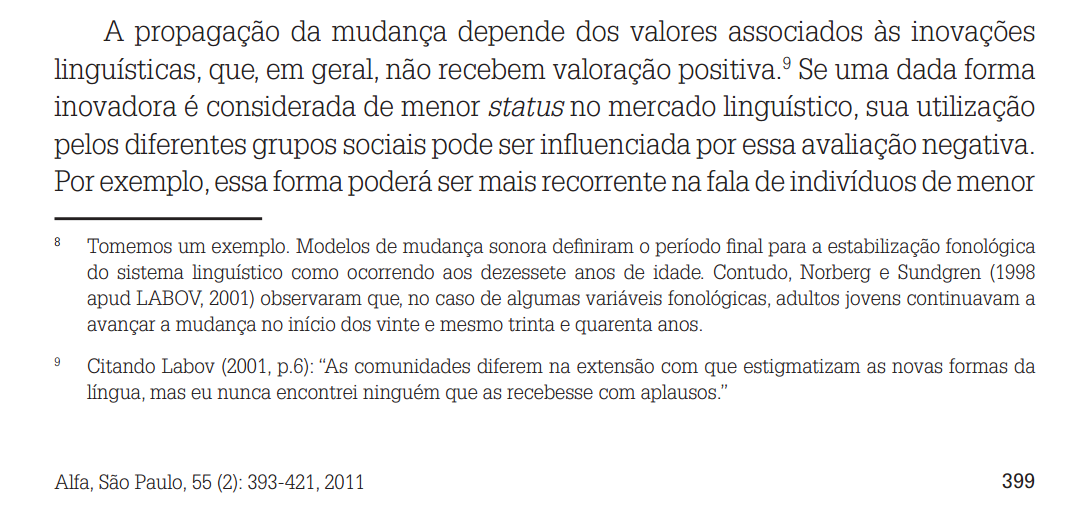 A propagação da mudança depende dos valores associados às inovações
linguísticas, que, em geral, não recebem valoração positiva.9 Se uma dada forma
inovadora é considerada de menor status no mercado linguístico, sua utilização
pelos diferentes grupos sociais pode ser influenciada por essa avaliação negativa.
Por exemplo, essa forma poderá ser mais recorrente na fala de indivíduos de menor
8 Tomemos um exemplo. Modelos de mudança sonora definiram o período final para a estabilização fonológica
do sistema linguístico como ocorrendo aos dezessete anos de idade. Contudo, Norberg e Sundgren (1998
apud LABOV, 2001) observaram que, no caso de algumas variáveis fonológicas, adultos jovens continuavam a
avançar a mudança no início dos vinte e mesmo trinta e quarenta anos.
9 Citando Labov (2001, p.6): “As comunidades diferem na extensão com que estigmatizam as novas formas da
língua, mas eu nunca encontrei ninguém que as recebesse com aplausos.”
Alfa, São Paulo, 55 (2): 393-421, 2011 399